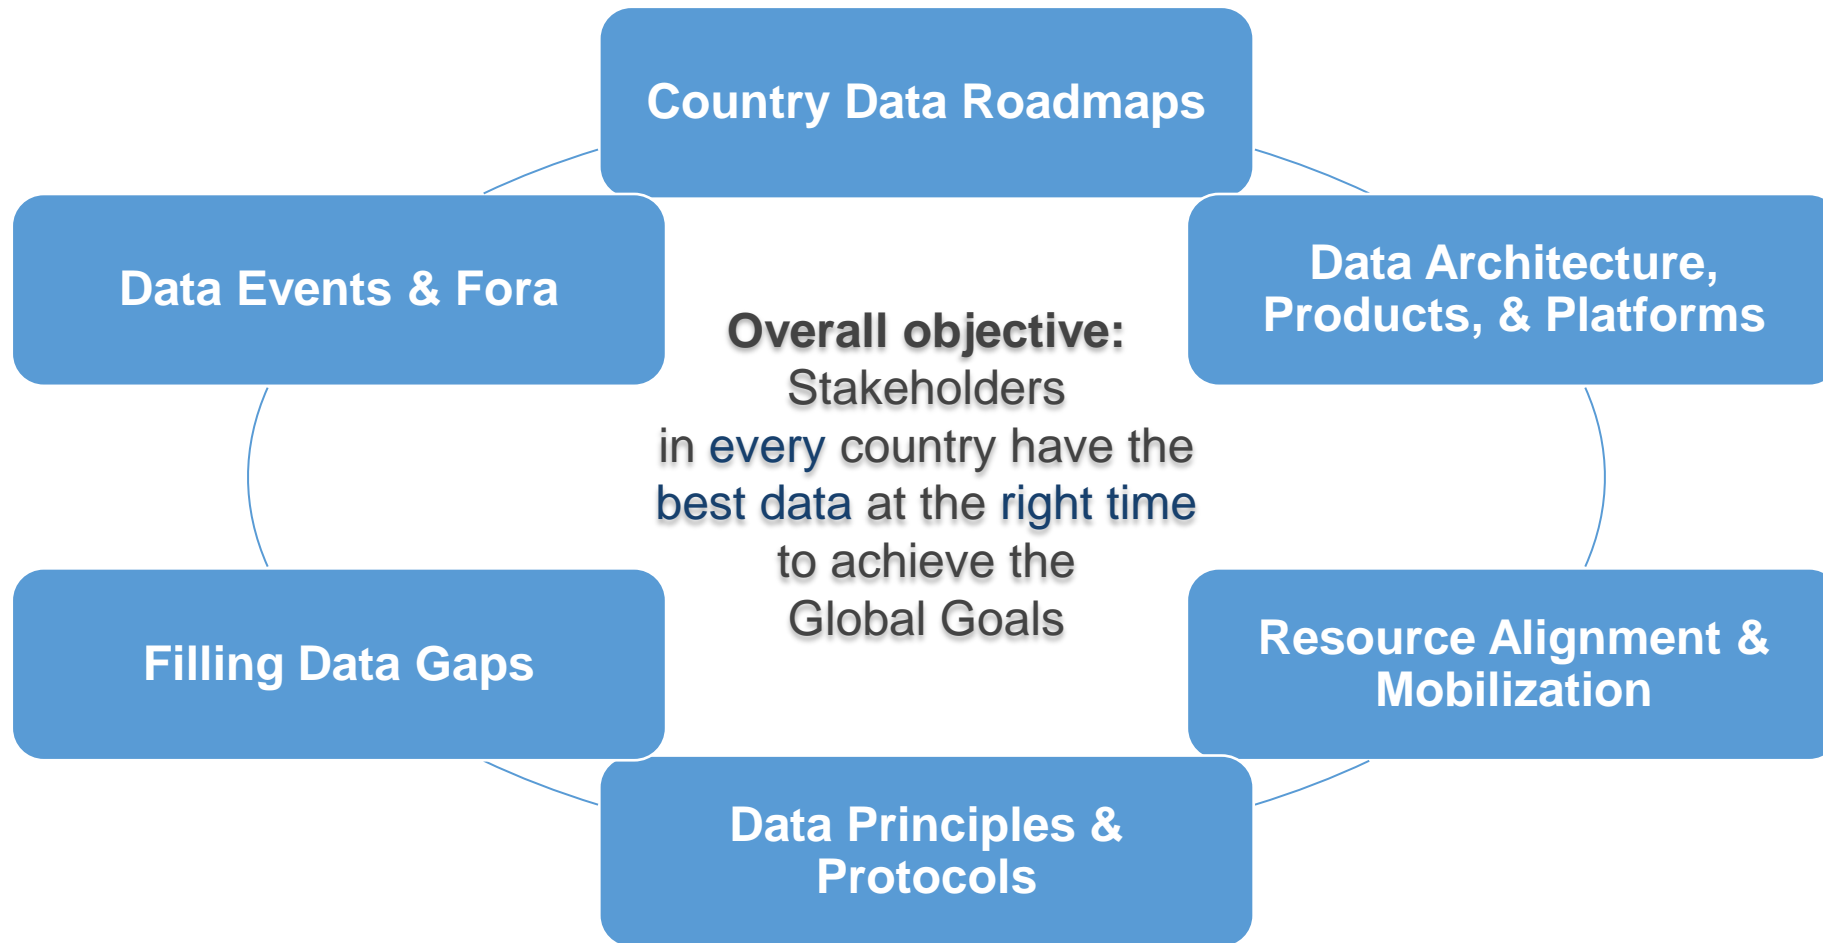 Country Data Roadmaps
Data Architecture,
Products, & Platforms
Resource Alignment &
Mobilization
Data Principles &
Protocols
Filling Data Gaps
Data Events & Fora
Overall objective:
Stakeholders
in every country have the
best data at the right time
to achieve the
Global Goals